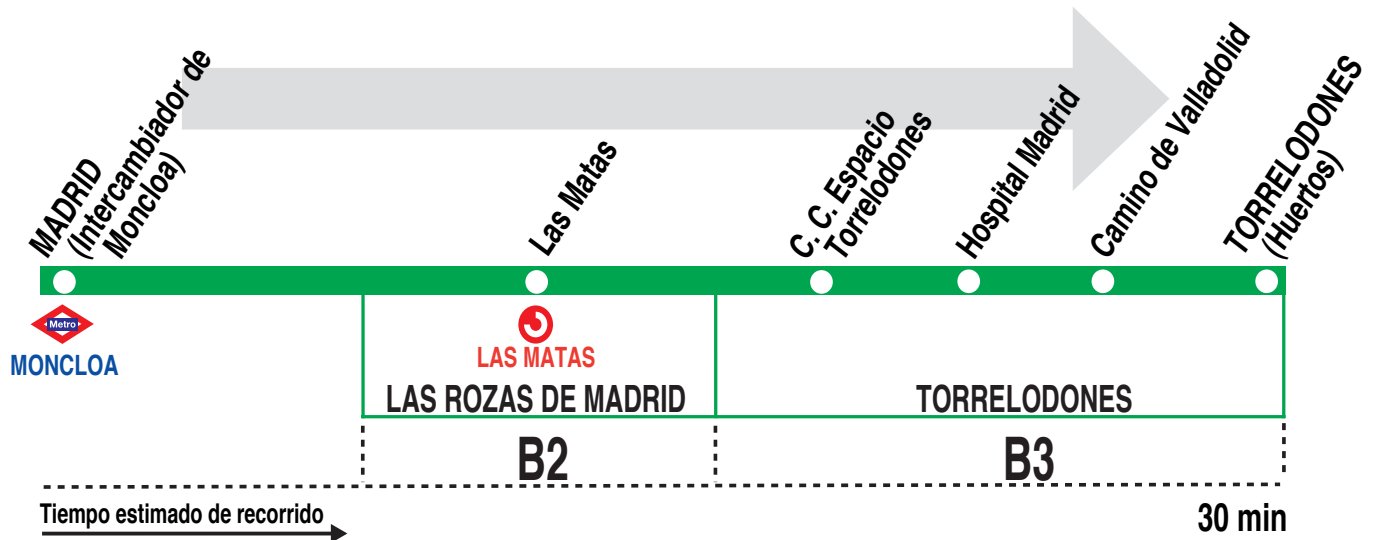 MADRID
(Intercambiador de
Moncloa)
Las Matas
C. C. Espacio
Torrelodones
Hospital Madrid
Camino de Valladolid
TORRELODONES
(Huertos)
Metro
MONCLOA
LAS MATAS
LAS ROZAS DE MADRID
TORRELODONES
B2
B3
Tiempo estimado de recorrido
30 min